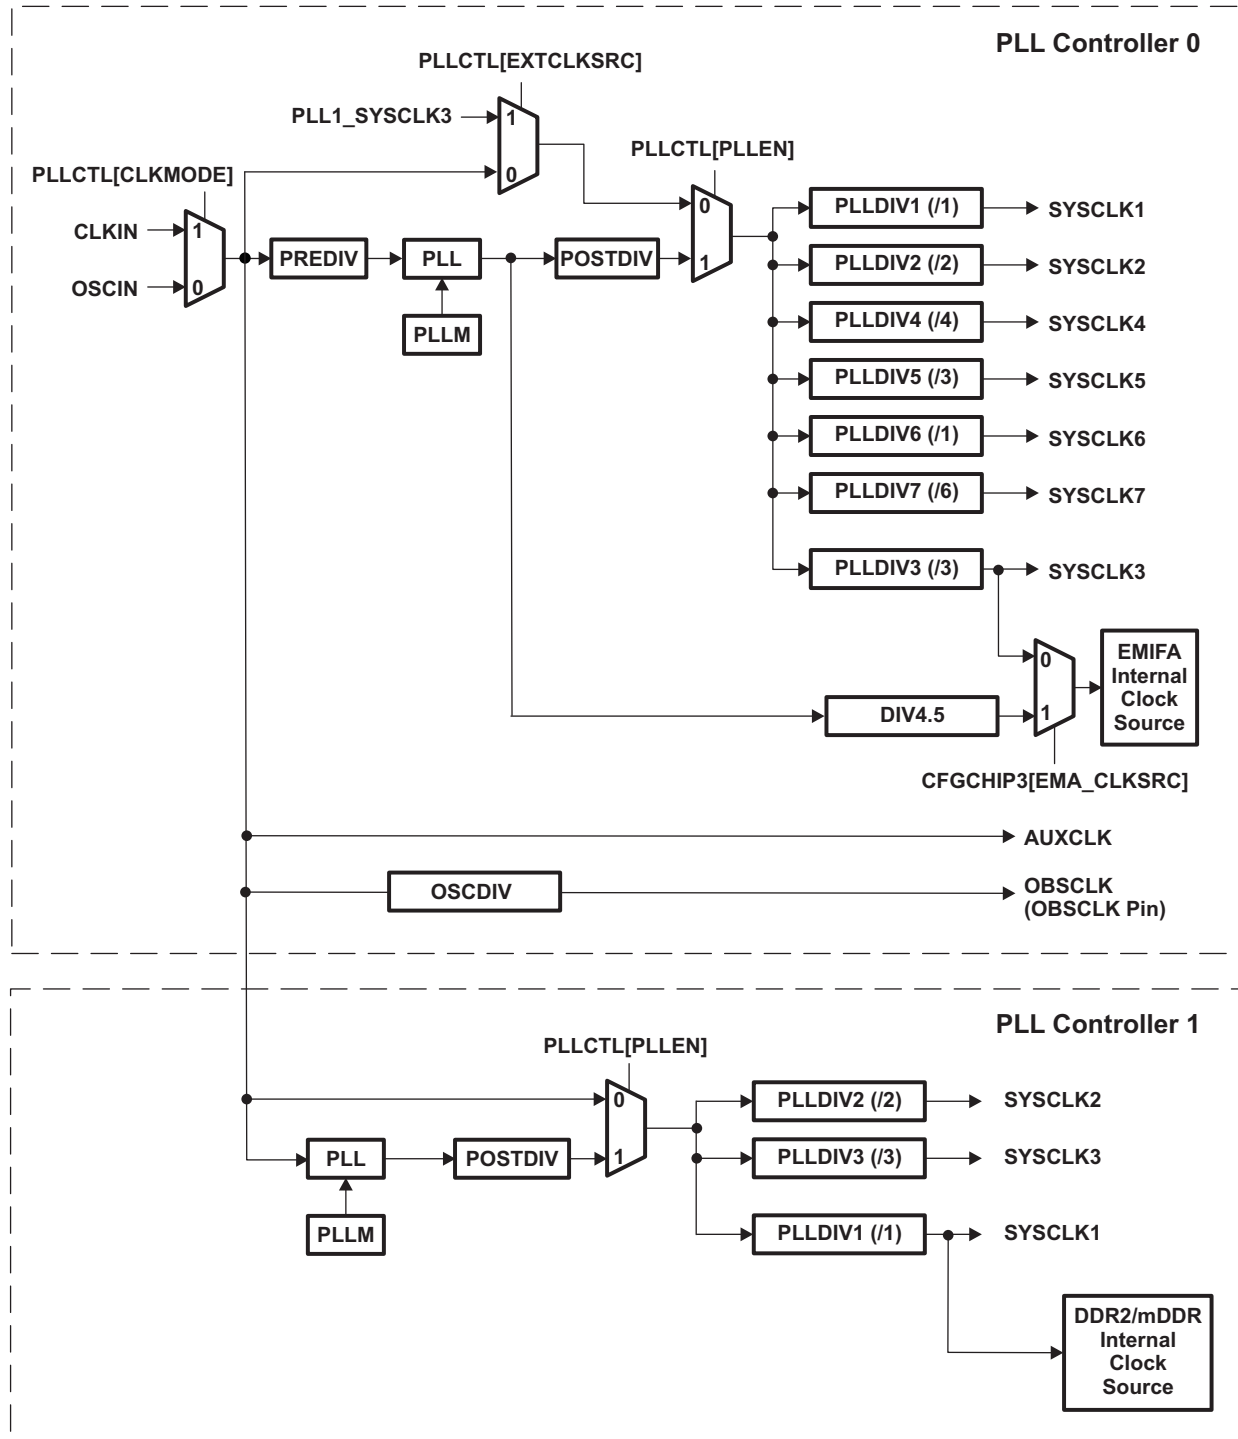 PLL Controller 0
PLLCTL[EXTCLKSRC]
PLL1_SYSCLK3
1
0
PLLCTL[PLLEN]
PLLCTL[CLKMODE]
CLKIN
OSCIN
1
0
PREDIV
PLL
PLLM
POSTDIV
0
1
PLLDIV1 (/1)
SYSCLK1
PLLDIV2 (/2)
SYSCLK2
PLLDIV4 (/4)
SYSCLK4
PLLDIV5 (/3)
SYSCLK5
PLLDIV6 (/1)
SYSCLK6
PLLDIV7 (/6)
SYSCLK7
PLLDIV3 (/3)
SYSCLK3
0
1
EMIFA
Internal
Clock
Source
DIV4.5
CFGCHIP3[EMA_CLKSRC]
AUXCLK
OSCDIV
OBSCLK
(OBSCLK Pin)
PLL Controller 1
PLLCTL[PLLEN]
0
1
PLL
PLLM
POSTDIV
PLLDIV2 (/2)
SYSCLK2
PLLDIV3 (/3)
SYSCLK3
PLLDIV1 (/1)
SYSCLK1
DDR2/mDDR
Internal
Clock
Source